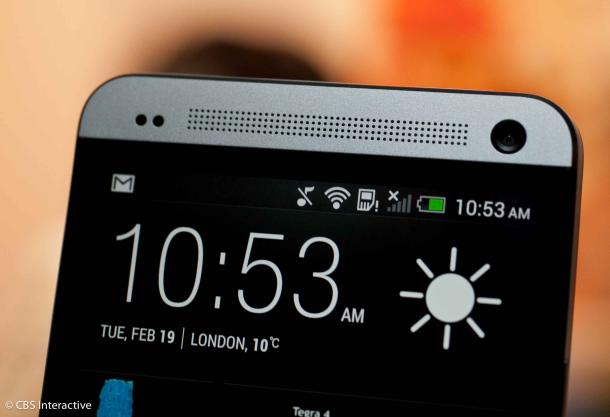 10:53 AM
10:53 AM
TUE, FEB 19 | LONDON, 10°C
Tegra 4
© CBS Interactive